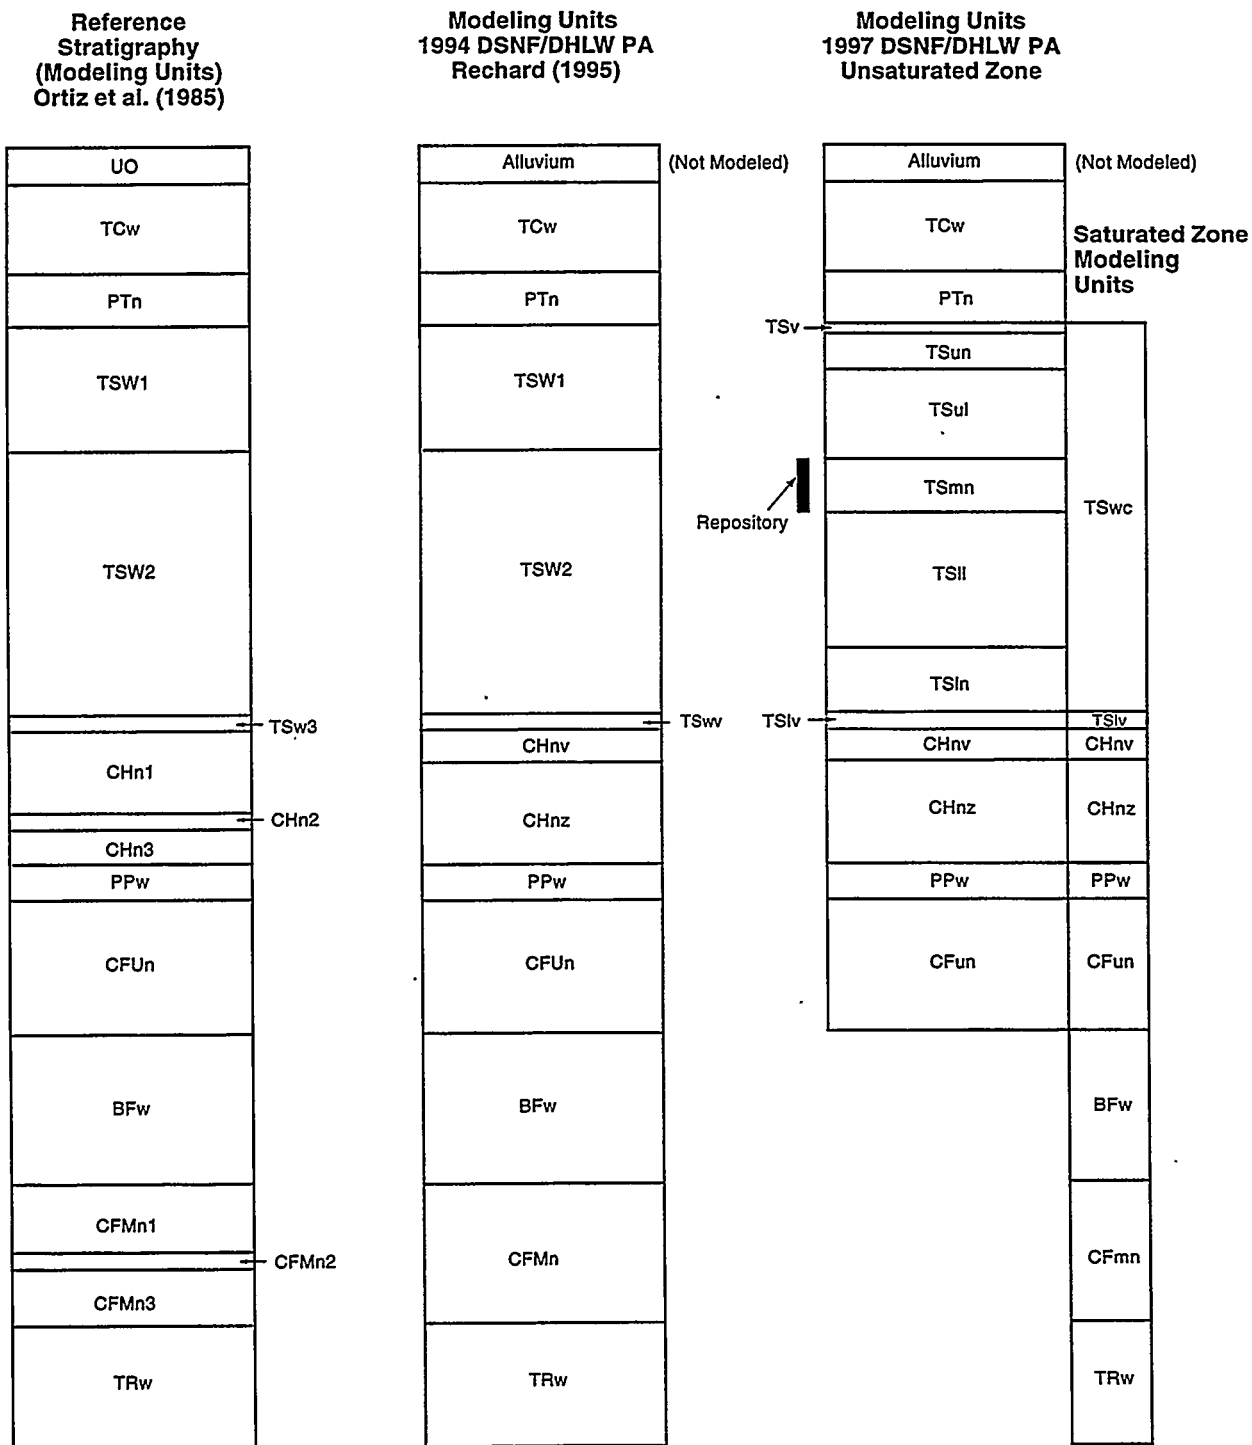 Reference
Stratigraphy
(Modeling Units)
Ortiz et al. (1985)
UO
TCw
PTn
TSW1
TSW2
TSw3
CHn1
CHn2
CHn3
PPw
CFUn
BFw
CFMn1
CFMn2
CFMn3
TRw
Modeling Units
1994 DSNF/DHLW PA
Rechard (1995)
Alluvium (Not Modeled)
TCw
PTn
TSW1
TSW2
TSwv
CHnv
CHnz
PPw
CFUn
BFw
CFMn
TRw
Modeling Units
1997 DSNF/DHLW PA
Unsaturated Zone
Alluvium (Not Modeled)
TCw
PTn
TSv
TSun
TSul
Repository
TSmn
TSll
TSln
TSlv
CHnv
CHnz
PPw
CFun
Saturated Zone
Modeling
Units
TSwc
TSlv
CHnv
CHnz
PPw
CFun
BFw
CFmn
TRw